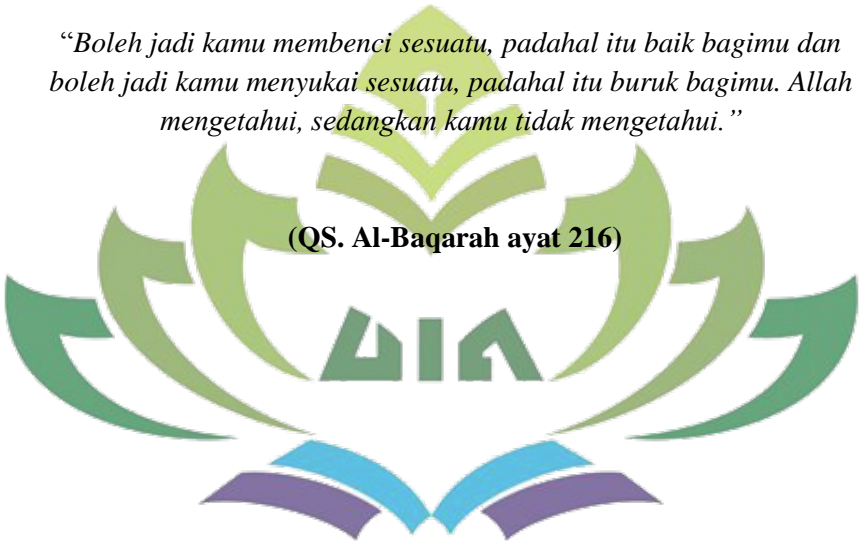 “Boleh jadi kamu membenci sesuatu, padahal itu baik bagimu dan
boleh jadi kamu menyukai sesuatu, padahal itu buruk bagimu. Allah
mengetahui, sedangkan kamu tidak mengetahui.”
(QS. Al-Baqarah ayat 216)
UIN